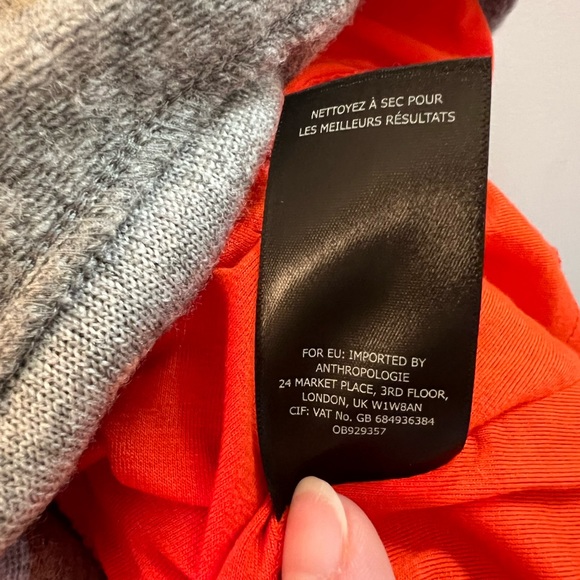 NETTOYEZ À SEC POUR
LES MEILLEURS RÉSULTATS
FOR EU: IMPORTED BY
ANTHROPOLOGIE
24 MARKET PLACE, 3RD FLOOR,
LONDON, UK W1W8AN
CIF: VAT No. GB 684936384
OB929357